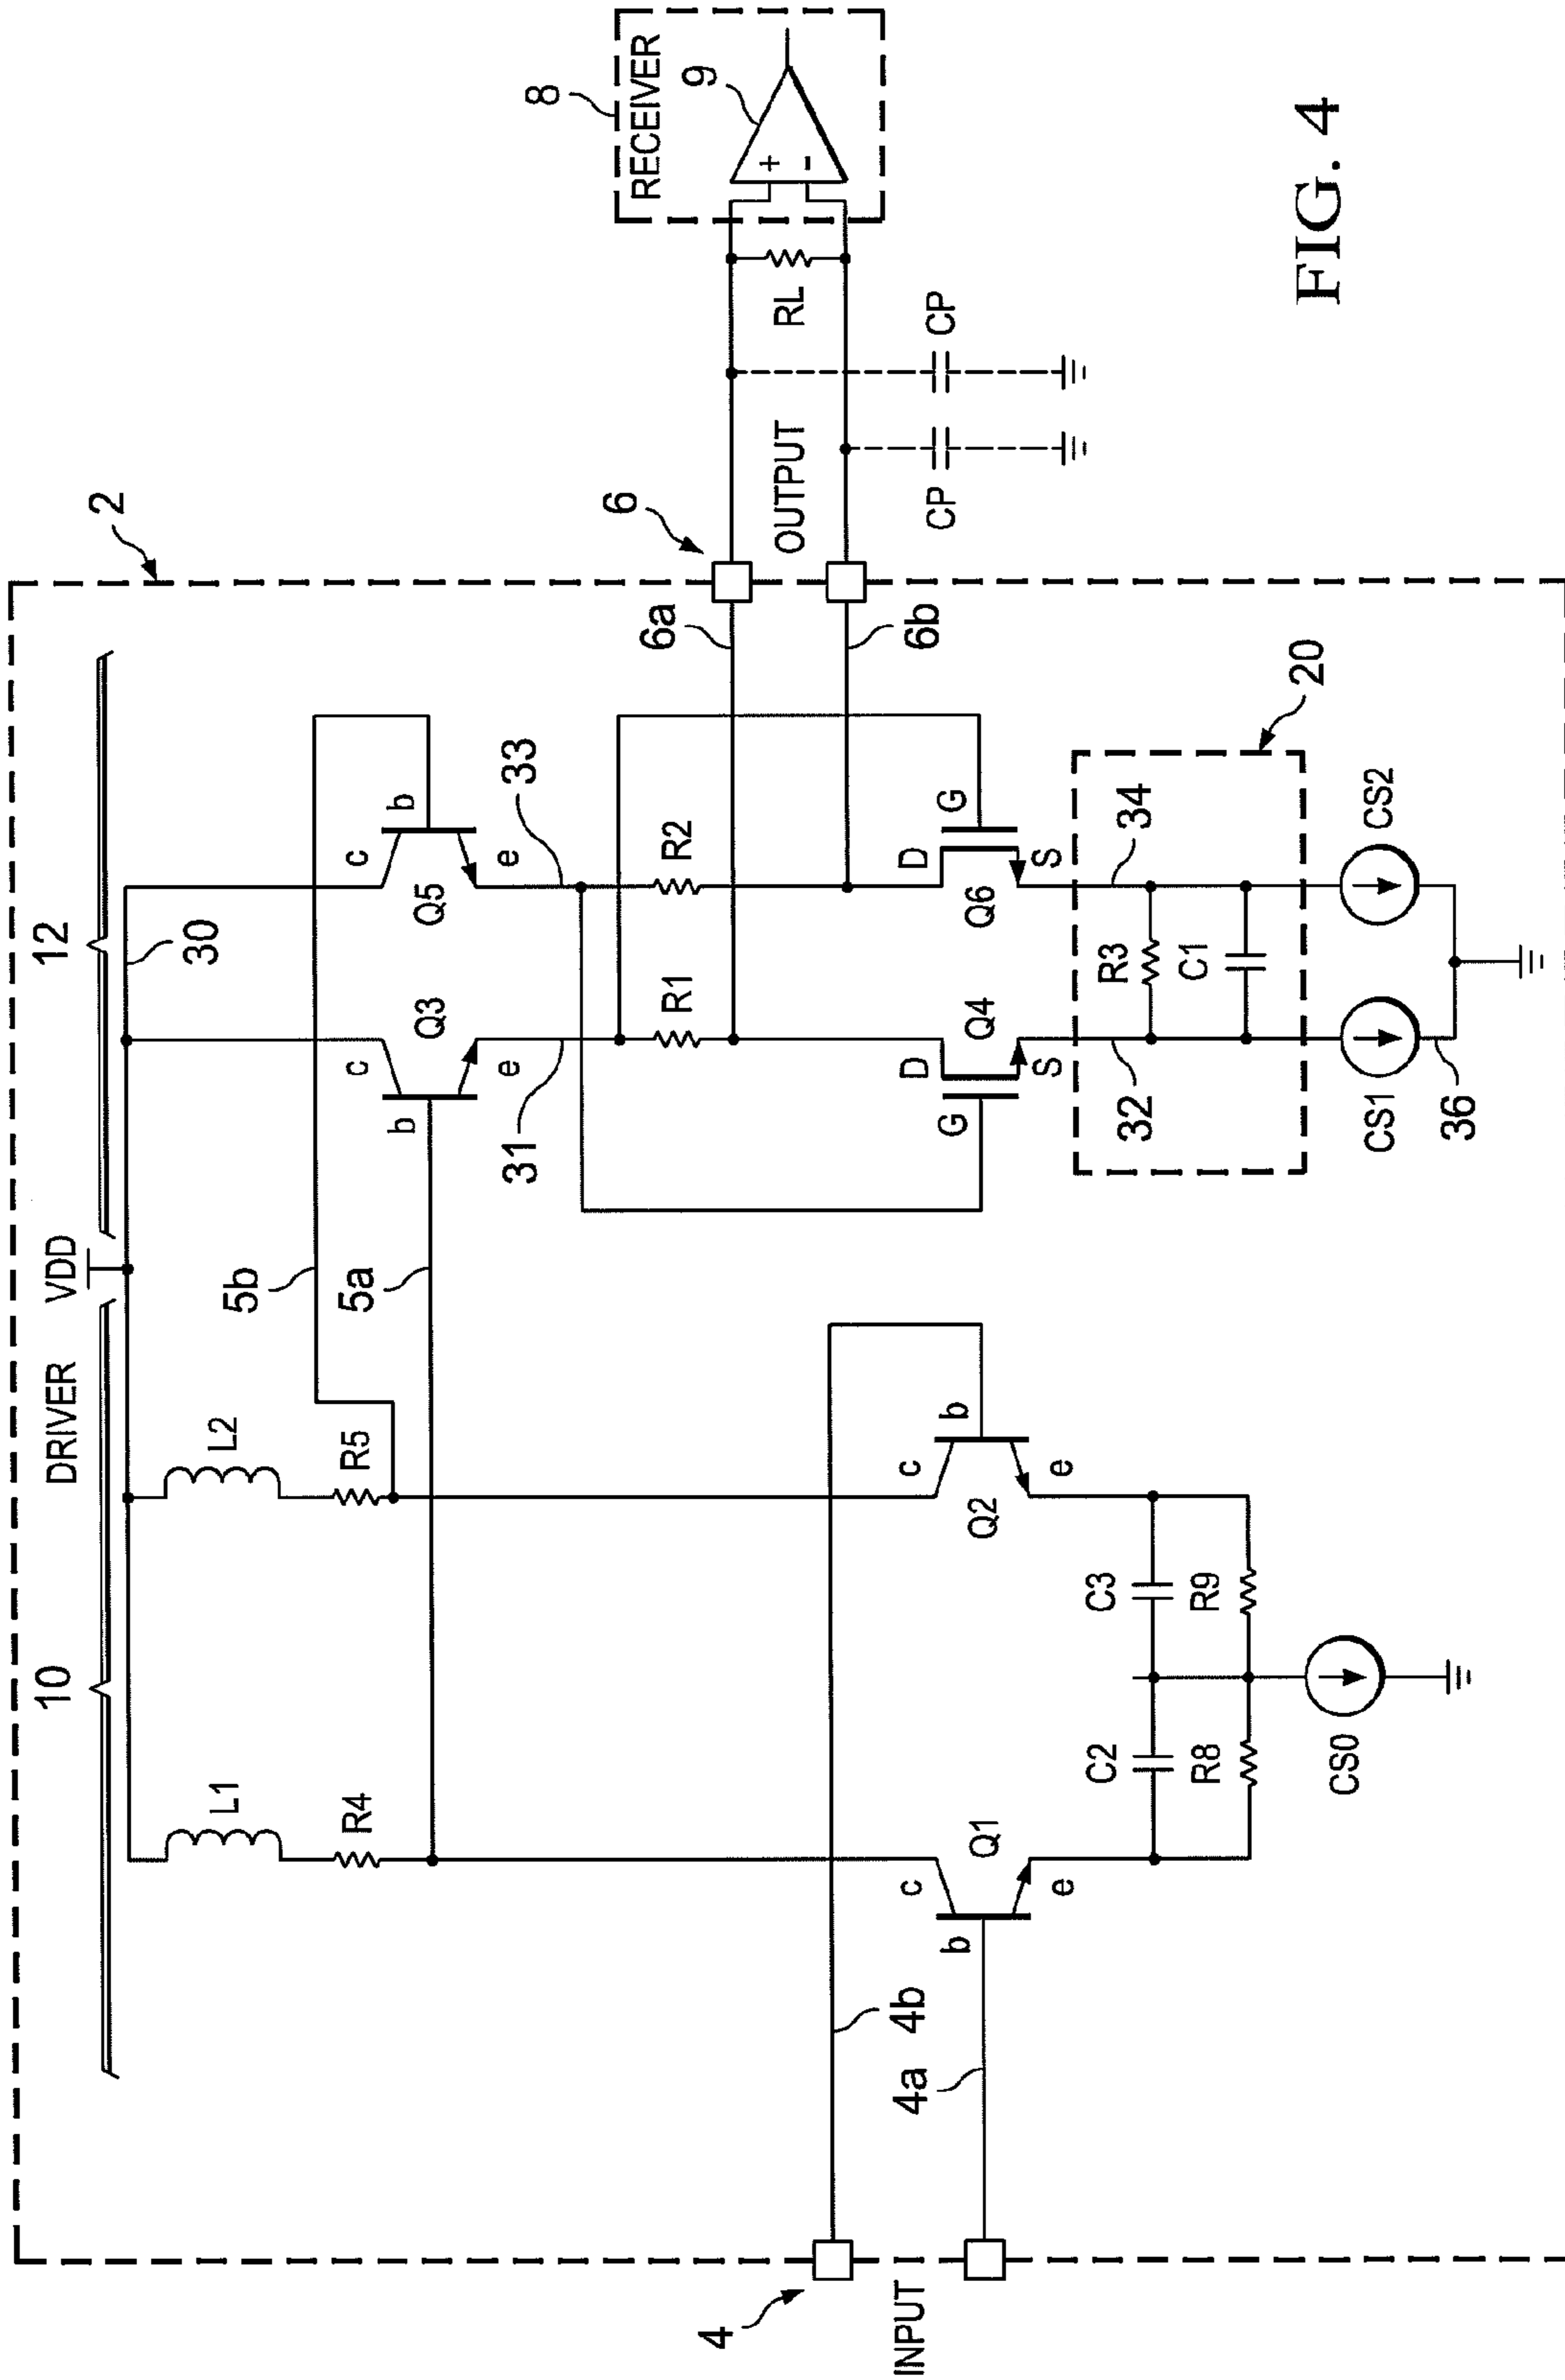 2
DRIVER
VDD
10
12
30
L1
L2
R4
R5
5b
5a
c
b
e
Q3
c
b
e
Q5
31
33
R1
R2
6a
6b
6
OUTPUT
8
RECEIVER
9
+
-
RL
CP
CP
4
INPUT
4b
4a
c
b
e
Q1
c
b
e
Q2
D
G
S
Q4
D
G
S
Q6
C2
C3
R8
R9
CS0
20
32
34
R3
C1
CS1
CS2
36
FIG. 4